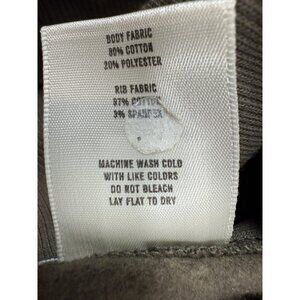 BODY FABRIC
80% COTTON
20% POLYESTER
RIB FABRIC
97% COTTON
3% SPANDEX
MACHINE WASH COLD
WITH LIKE COLORS
DO NOT BLEACH
LAY FLAT TO DRY